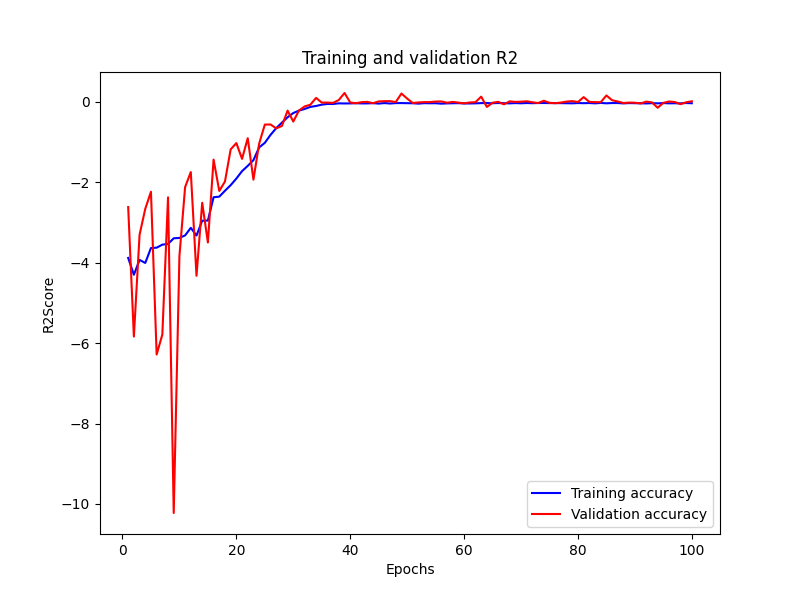 Training and validation R2
R2Score
0
−2
−4
−6
−8
−10
0 20 40 60 80 100
Epochs
Training accuracy
Validation accuracy